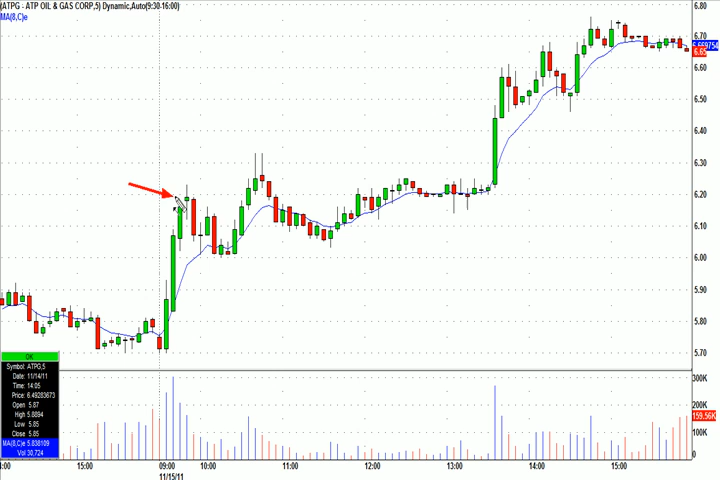 (ATPG - ATP OIL & GAS CORP,5) Dynamic,Auto(9:30-16:00)
MA(8,C)e
6.80
6.70
6.659754
6.65
6.60
6.50
6.40
6.30
6.20
6.10
6.00
5.90
5.80
5.70
OK
Symbol: ATPG,5
Date: 11/14/11
Time: 14:05
Price: 6.49283673
Open 5.87
High 5.8894
Low 5.85
Close 5.85
MA(8,C)e 5.838109
Vol 30,724
300K
200K
159.56K
100K
0
15:00
09:00
10:00
11:00
12:00
13:00
14:00
15:00
11/15/11